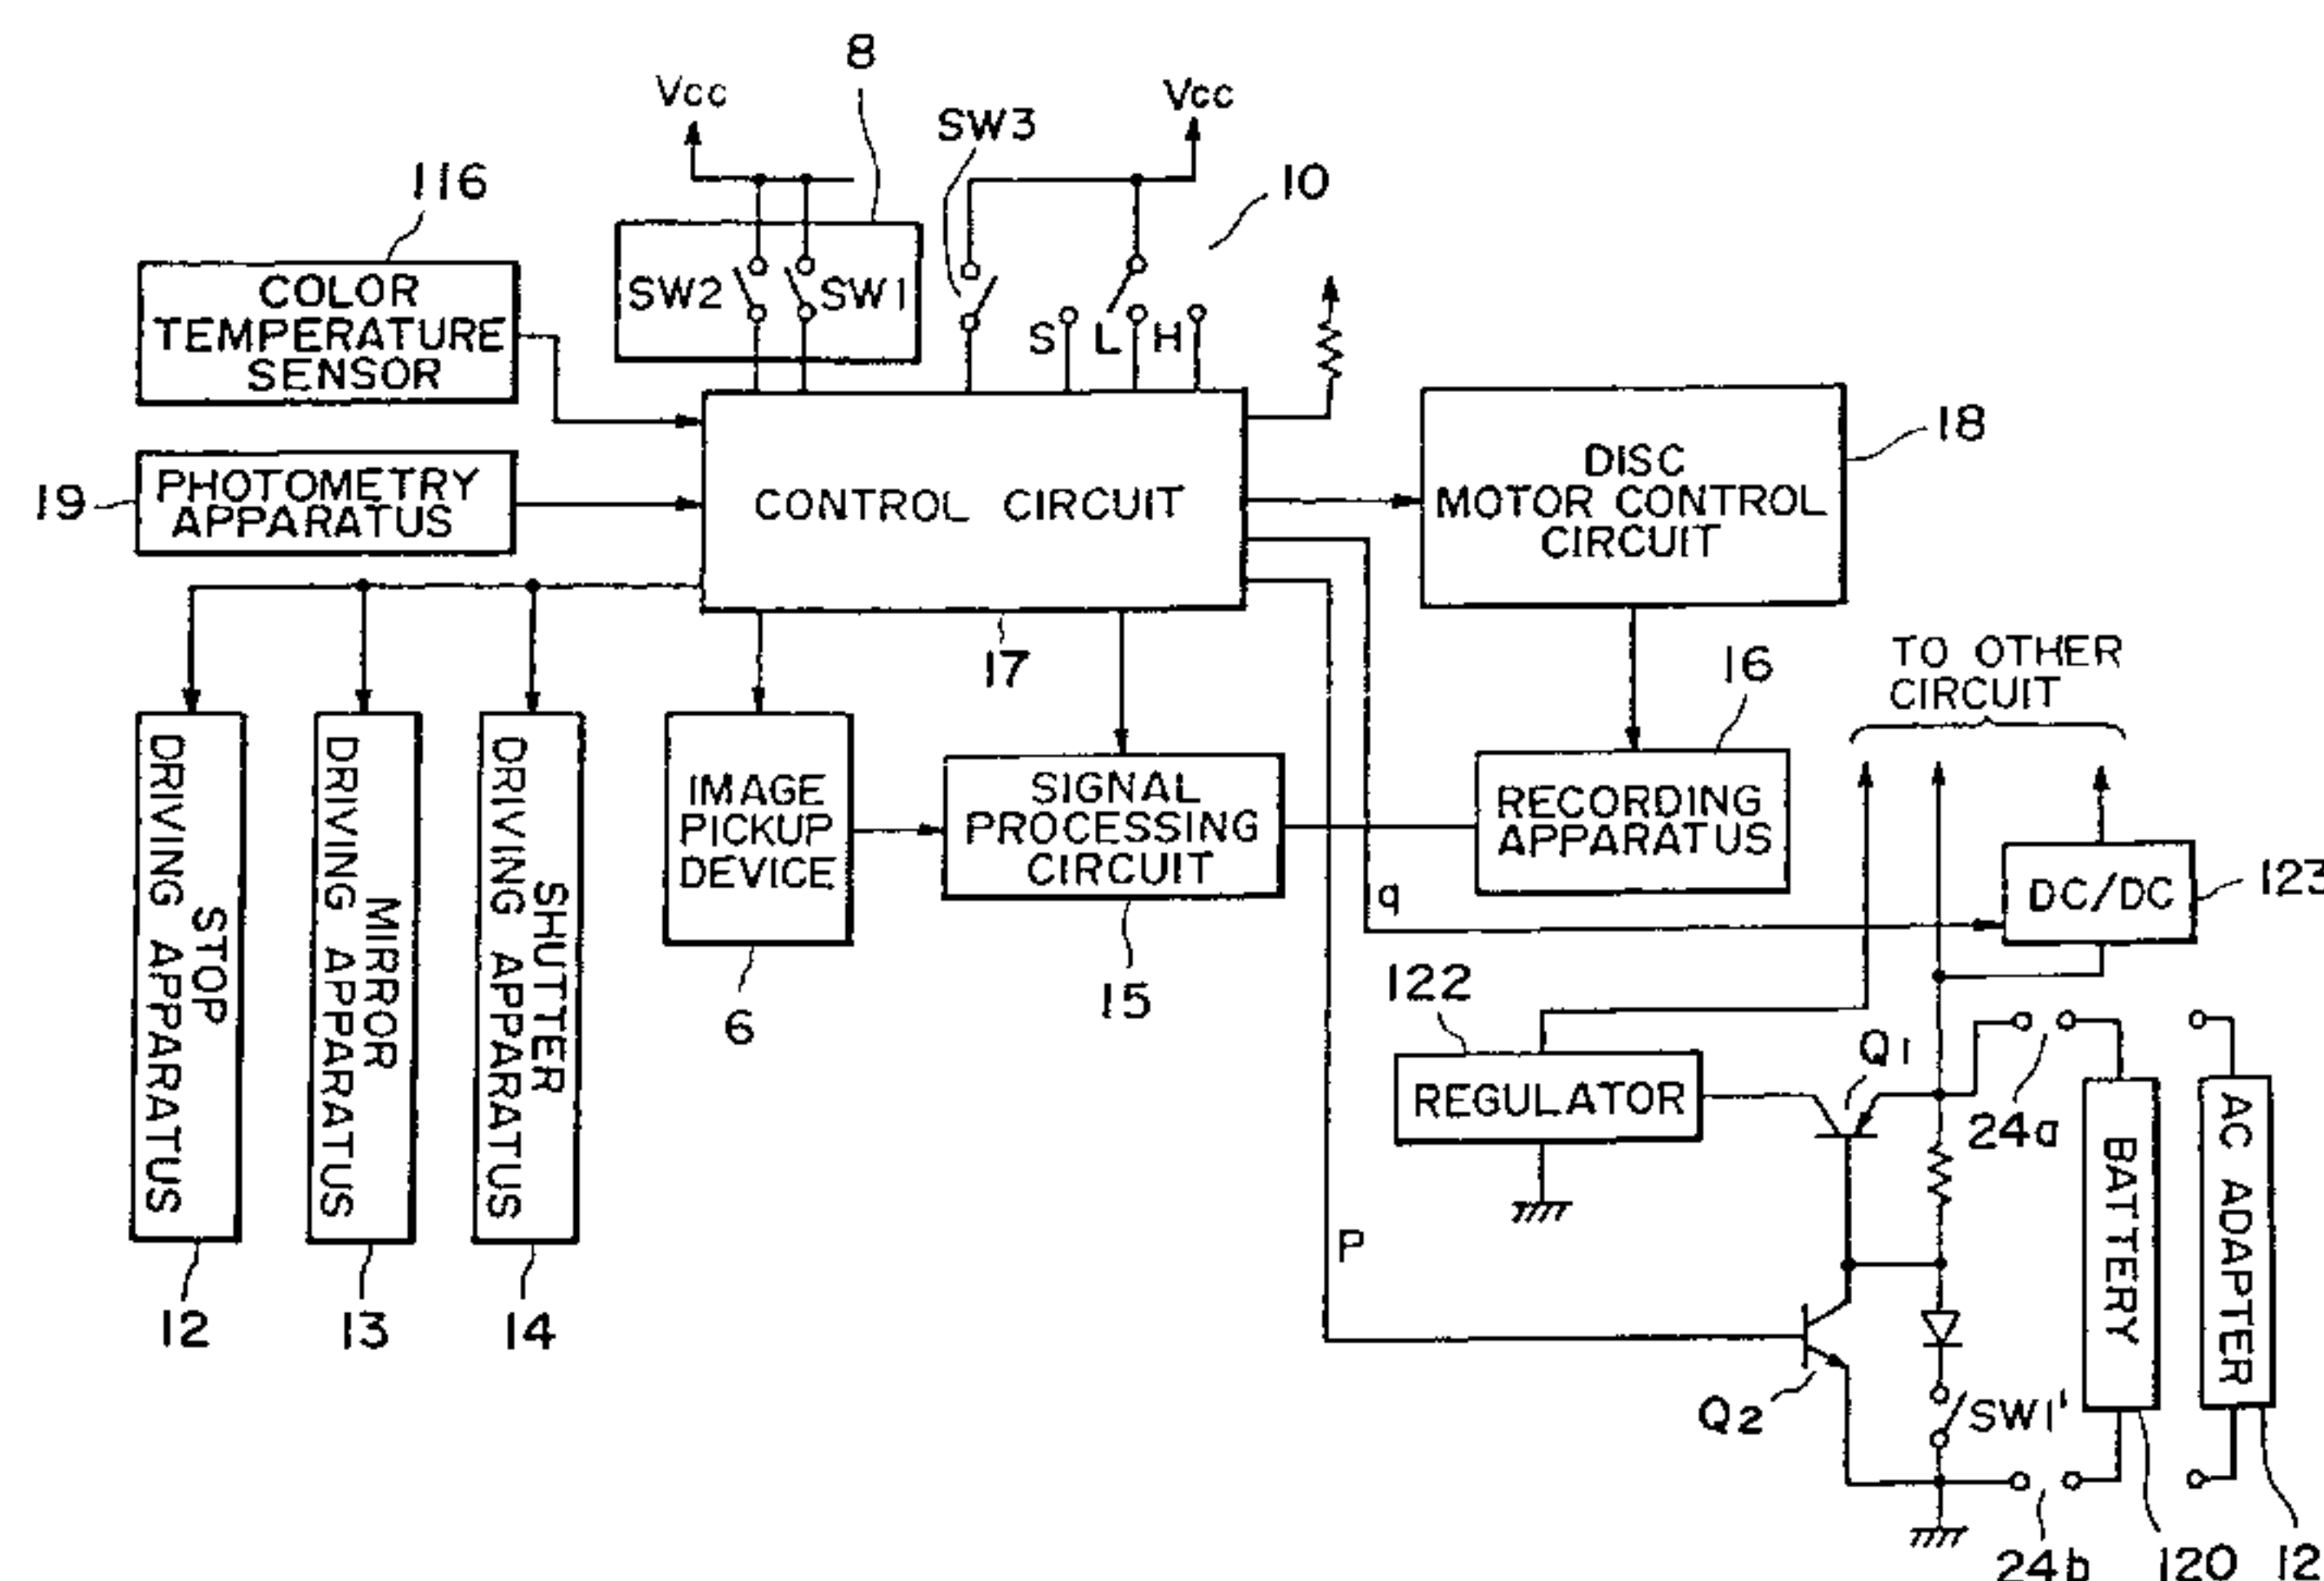 8
Vcc
SW3
Vcc
116
10
COLOR
TEMPERATURE
SENSOR
SW2
SW1
S
L
H
18
19
PHOTOMETRY
APPARATUS
CONTROL CIRCUIT
DISC
MOTOR CONTROL
CIRCUIT
17
16
TO OTHER
CIRCUIT
STOP
DRIVING APPARATUS
MIRROR
DRIVING APPARATUS
SHUTTER
DRIVING APPARATUS
IMAGE
PICKUP
DEVICE
SIGNAL
PROCESSING
CIRCUIT
RECORDING
APPARATUS
DC/DC
123
q
6
15
122
Q1
REGULATOR
24a
BATTERY
AC ADAPTER
P
12
13
14
Q2
SW1'
24b
120
12